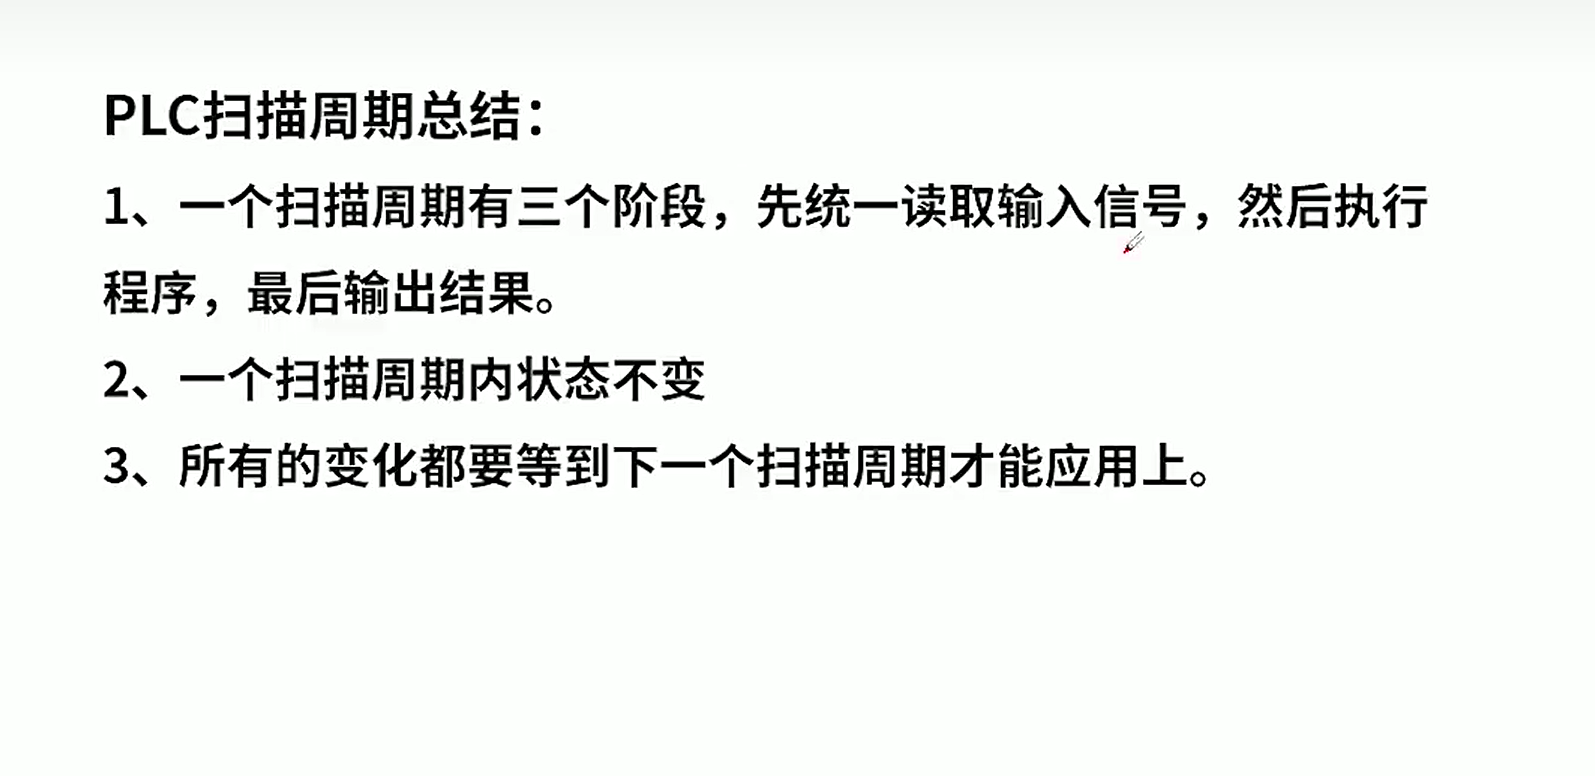 PLC扫描周期总结：
1、一个扫描周期有三个阶段，先统一读取输入信号，然后执行
程序，最后输出结果。
2、一个扫描周期内状态不变
3、所有的变化都要等到下一个扫描周期才能应用上。